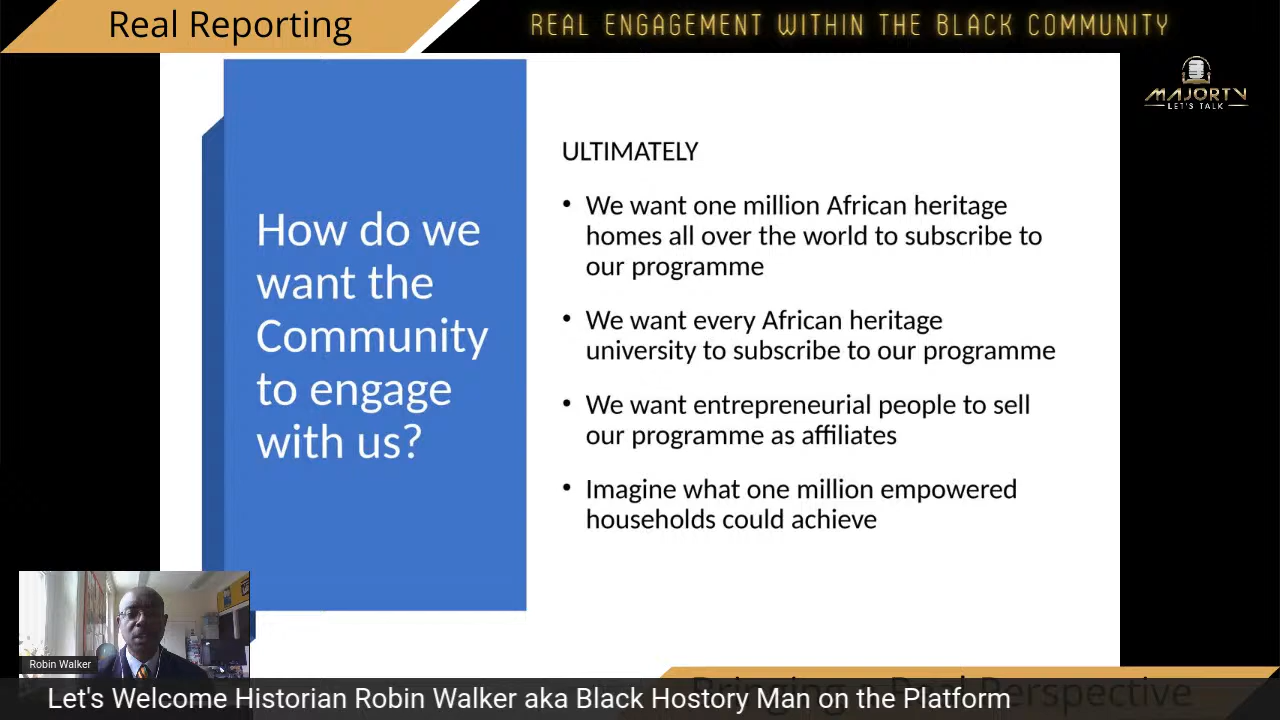 Real Reporting
REAL ENGAGEMENT WITHIN THE BLACK COMMUNITY
MAJORTV
LET'S TALK
How do we
want the
Community
to engage
with us?
ULTIMATELY
• We want one million African heritage
homes all over the world to subscribe to
our programme
• We want every African heritage
university to subscribe to our programme
• We want entrepreneurial people to sell
our programme as affiliates
• Imagine what one million empowered
households could achieve
Robin Walker
Bringing a Real Perspective
Let's Welcome Historian Robin Walker aka Black Hostory Man on the Platform